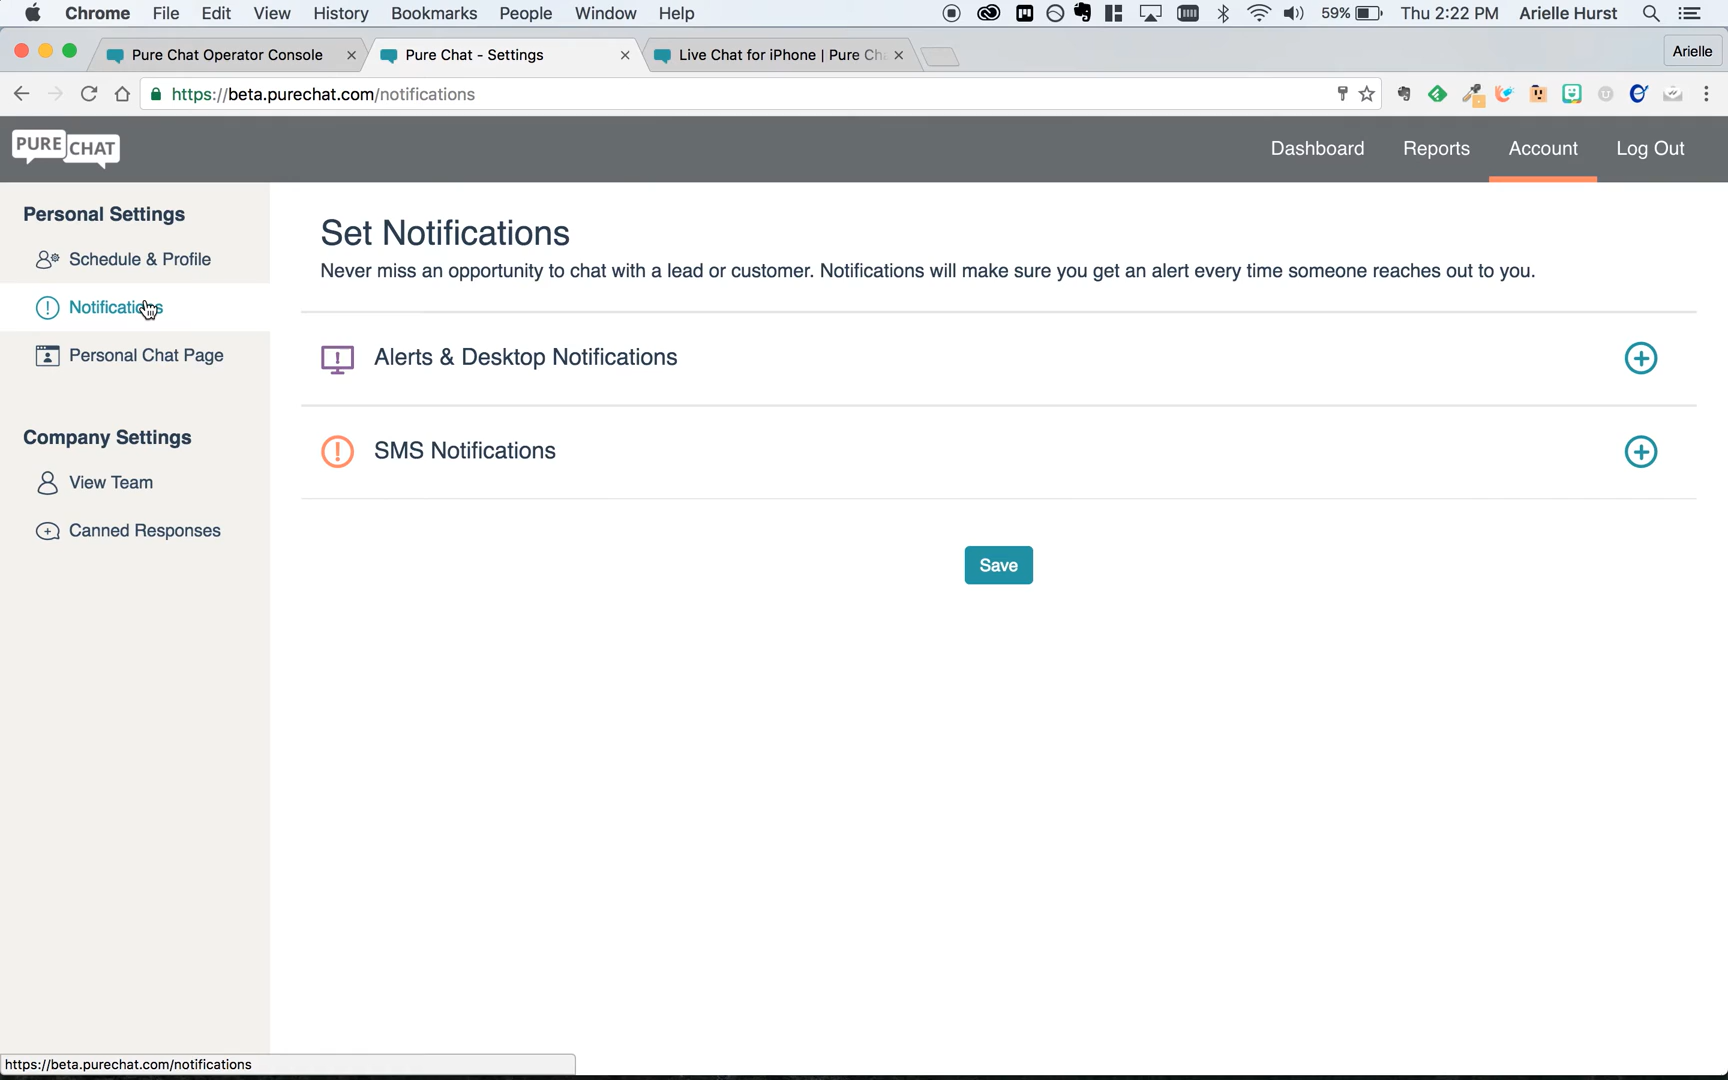 Chrome File Edit View History Bookmarks People Window Help 59% Thu 2:22 PM Arielle Hurst
Pure Chat Operator Console Pure Chat - Settings Live Chat for iPhone | Pure Ch Arielle
https://beta.purechat.com/notifications
PURE CHAT Dashboard Reports Account Log Out
Personal Settings
Schedule & Profile
Notifications
Personal Chat Page
Company Settings
View Team
Canned Responses
Set Notifications
Never miss an opportunity to chat with a lead or customer. Notifications will make sure you get an alert every time someone reaches out to you.
Alerts & Desktop Notifications
SMS Notifications
Save
https://beta.purechat.com/notifications